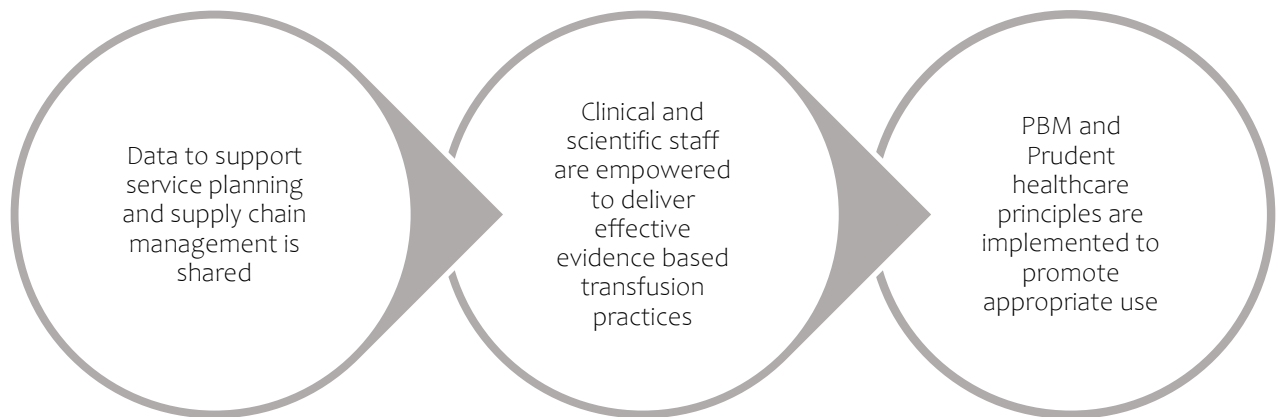 Data to support
service planning
and supply chain
management is
shared
Clinical and
scientific staff
are empowered
to deliver
effective
evidence based
transfusion
practices
PBM and
Prudent
healthcare
principles are
implemented to
promote
appropriate use